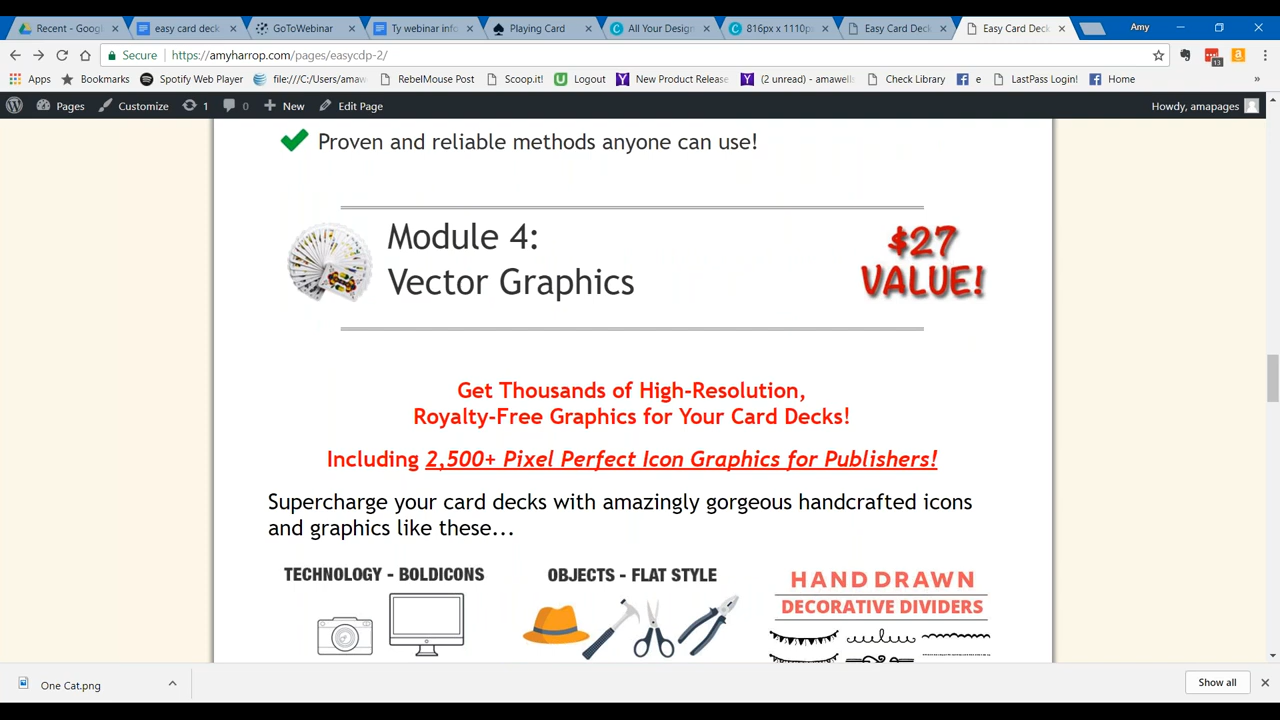 Recent - Googl
easy card deck
GoToWebinar
Ty webinar info
Playing Card
All Your Design
816px x 1110px
Easy Card Deck
Easy Card Deck
Amy
Secure
https://amyharrop.com/pages/easycdp-2/
13
Apps
Bookmarks
Spotify Web Player
file:///C:/Users/amaw
RebelMouse Post
Scoop.it!
Logout
New Product Releas
(2 unread) - amawell
Check Library
e
LastPass Login!
Home
»
Pages
Customize
1
0
New
Edit Page
Howdy, amapages
Proven and reliable methods anyone can use!
Module 4:
Vector Graphics
$27
VALUE!
Get Thousands of High-Resolution,
Royalty-Free Graphics for Your Card Decks!
Including 2,500+ Pixel Perfect Icon Graphics for Publishers!
Supercharge your card decks with amazingly gorgeous handcrafted icons
and graphics like these...
TECHNOLOGY - BOLDICONS
OBJECTS - FLAT STYLE
HAND DRAWN
DECORATIVE DIVIDERS
One Cat.png
Show all